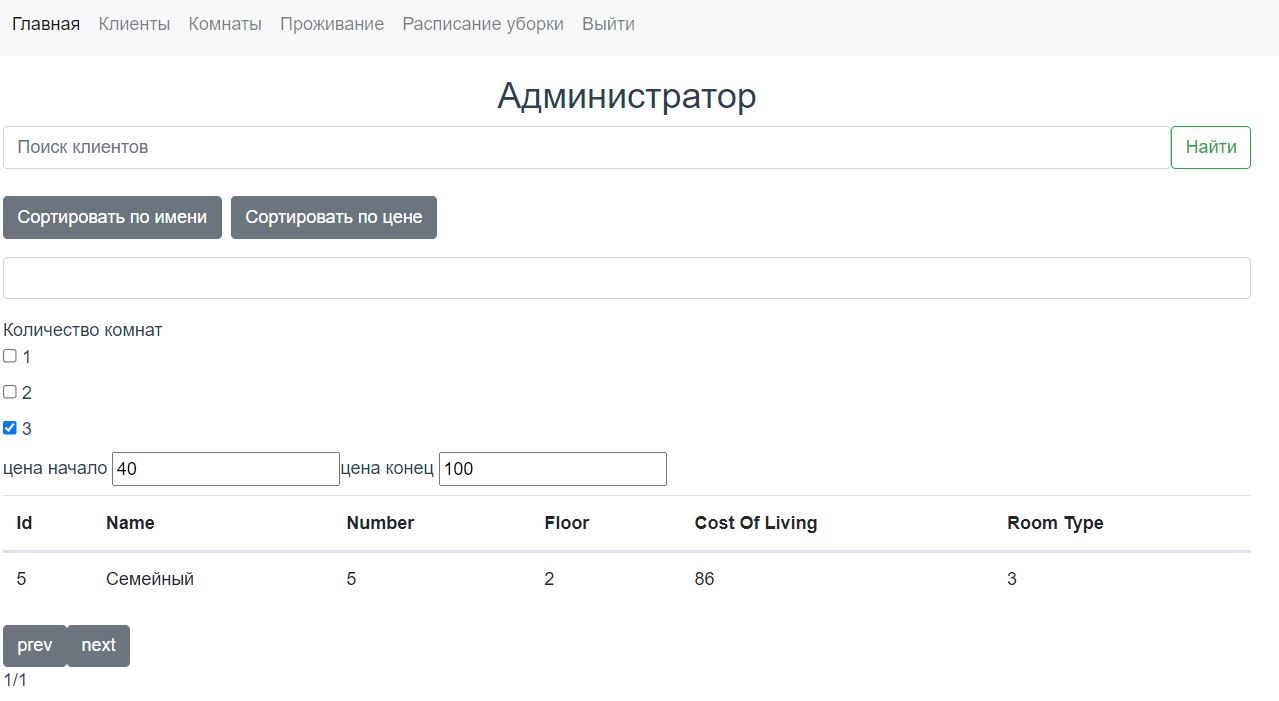 Главная Клиенты Комнаты Проживание Расписание уборки Выйти
Администратор
Поиск клиентов Найти
Сортировать по имени Сортировать по цене
Количество комнат
1
2
3
цена начало 40 цена конец 100
Id Name Number Floor Cost Of Living Room Type
5 Семейный 5 2 86 3
prev next
1/1